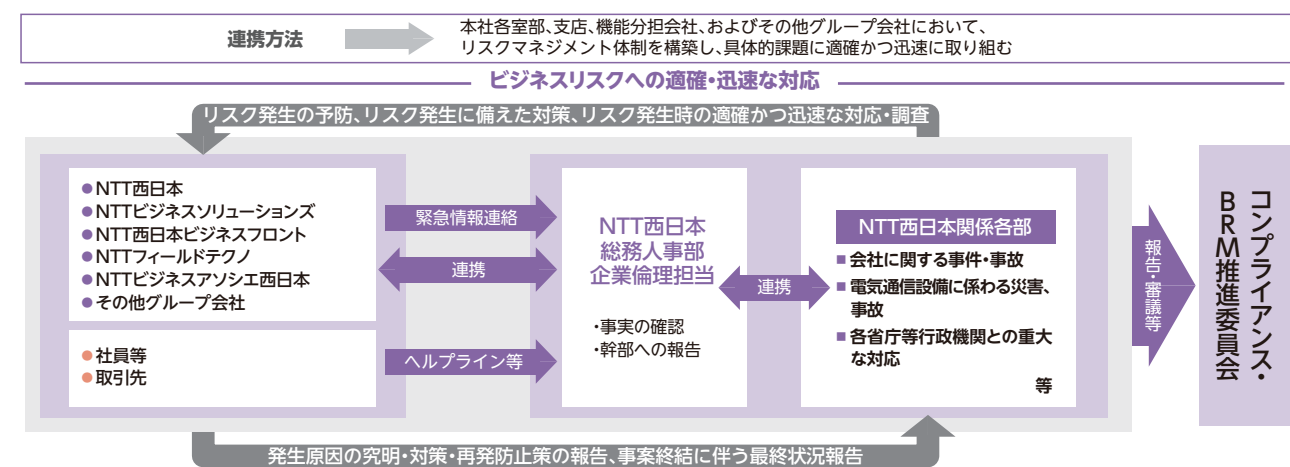 連携方法
本社各室部、支店、機能分担会社、およびその他グループ会社において、
リスクマネジメント体制を構築し、具体的課題に適確かつ迅速に取り組む
ビジネスリスクへの適確・迅速な対応
リスク発生の予防、リスク発生に備えた対策、リスク発生時の適確かつ迅速な対応・調査
●NTT西日本
●NTTビジネスソリューションズ
●NTT西日本ビジネスフロント
●NTTフィールドテクノ
●NTTビジネスアソシエ西日本
●その他グループ会社
●社員等
●取引先
緊急情報連絡
連携
ヘルプライン等
NTT西日本
総務人事部
企業倫理担当
・事実の確認
・幹部への報告
連携
NTT西日本関係各部
■会社に関する事件・事故
■電気通信設備に係わる災害、
事故
■各省庁等行政機関との重大
な対応
等
報告・審議等
コンプライアンス・
BRM推進委員会
発生原因の究明・対策・再発防止策の報告、事案終結に伴う最終状況報告